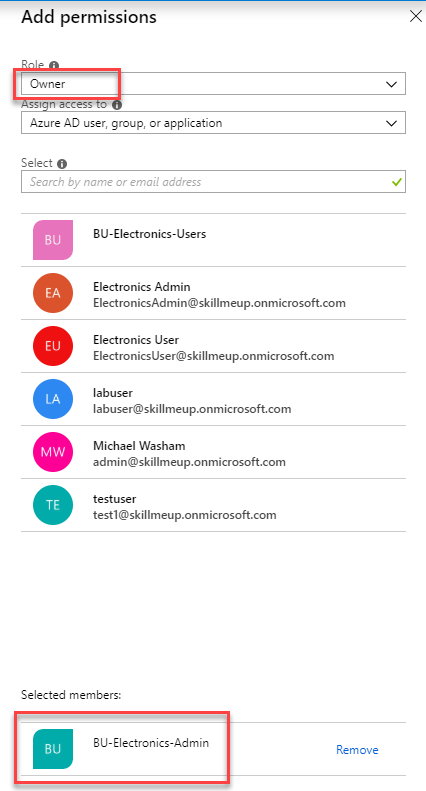 Add permissions
Role
Owner
Assign access to
Azure AD user, group, or application
Select
Search by name or email address
BU
BU-Electronics-Users
EA
Electronics Admin
ElectronicsAdmin@skillmeup.onmicrosoft.com
EU
Electronics User
ElectronicsUser@skillmeup.onmicrosoft.com
LA
labuser
labuser@skillmeup.onmicrosoft.com
MW
Michael Washam
admin@skillmeup.onmicrosoft.com
TE
testuser
test1@skillmeup.onmicrosoft.com
Selected members:
BU
BU-Electronics-Admin
Remove